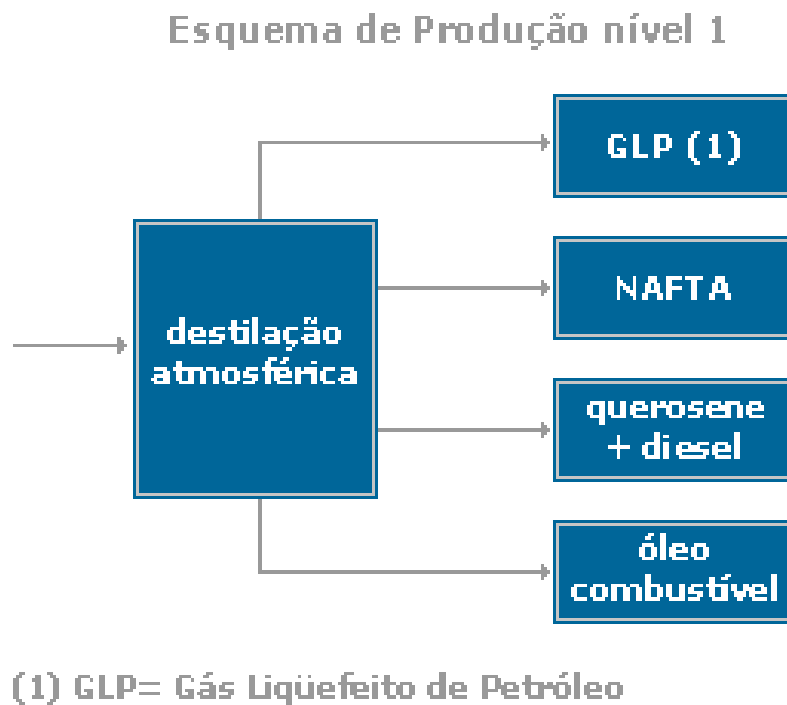 Esquema de Produção nível 1
GLP (1)
NAFTA
destilação
atmosférica
querosene
+ diesel
óleo
combustível
(1) GLP= Gás Liqüefeito de Petróleo